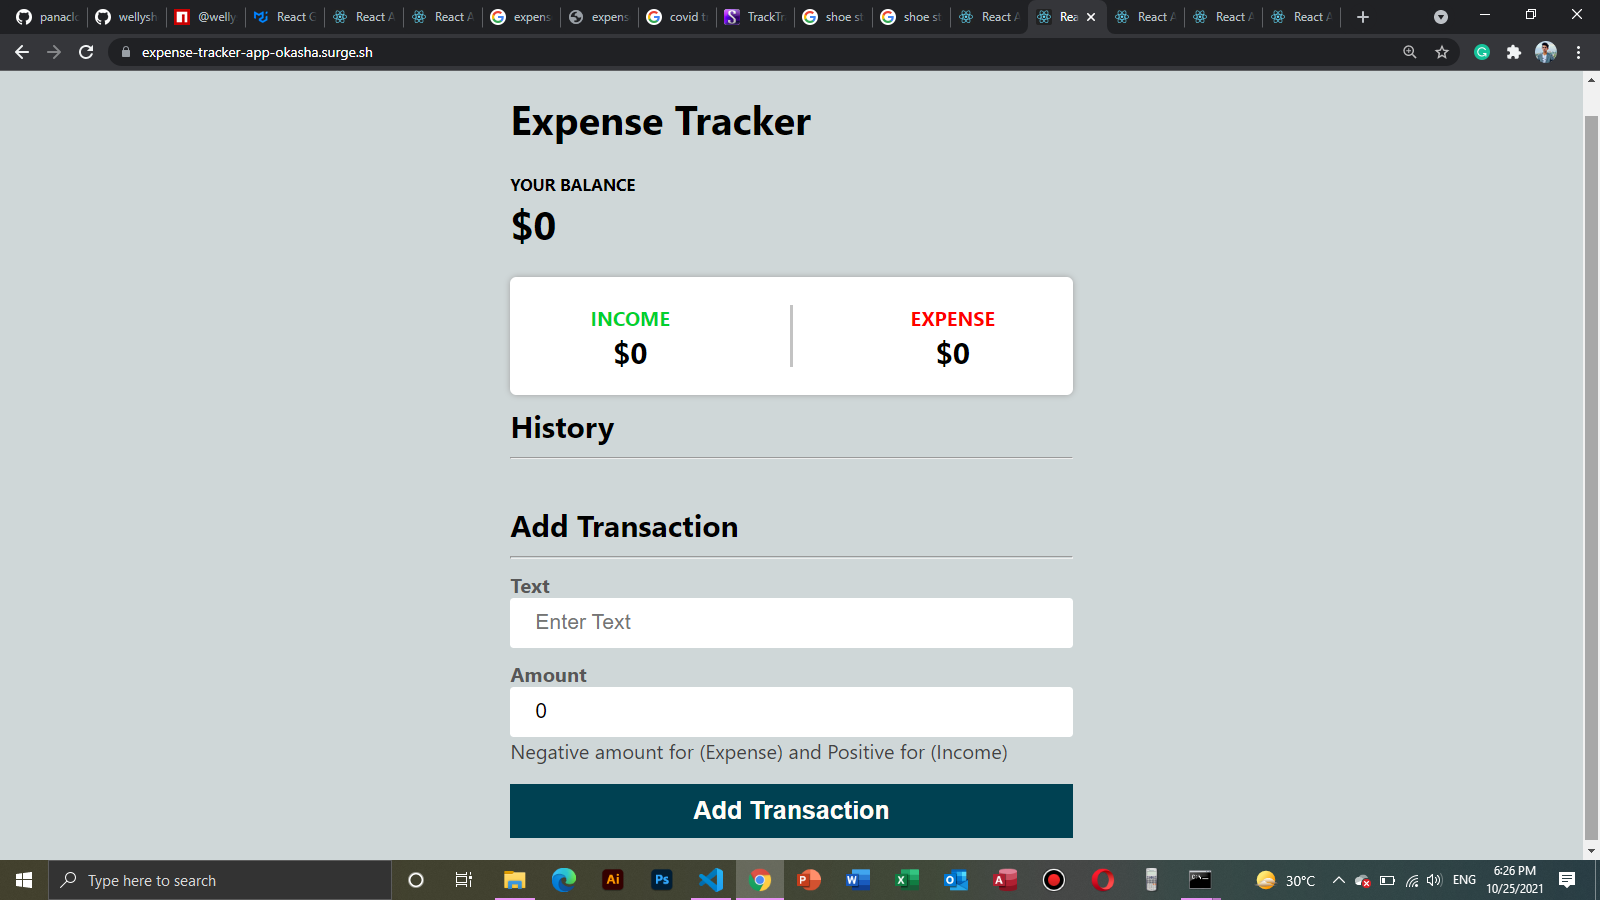 panaclo
wellysh
@welly
React G
React A
React A
expens
expens
covid t
TrackTr
shoe st
shoe st
React A
Rea
React A
React A
React A
expense-tracker-app-okasha.surge.sh
Expense Tracker
YOUR BALANCE
$0
INCOME
EXPENSE
$0
$0
History
Add Transaction
Text
Enter Text
Amount
0
Negative amount for (Expense) and Positive for (Income)
Add Transaction
Type here to search
Ai
Ps
30°C
ENG
6:26 PM
10/25/2021